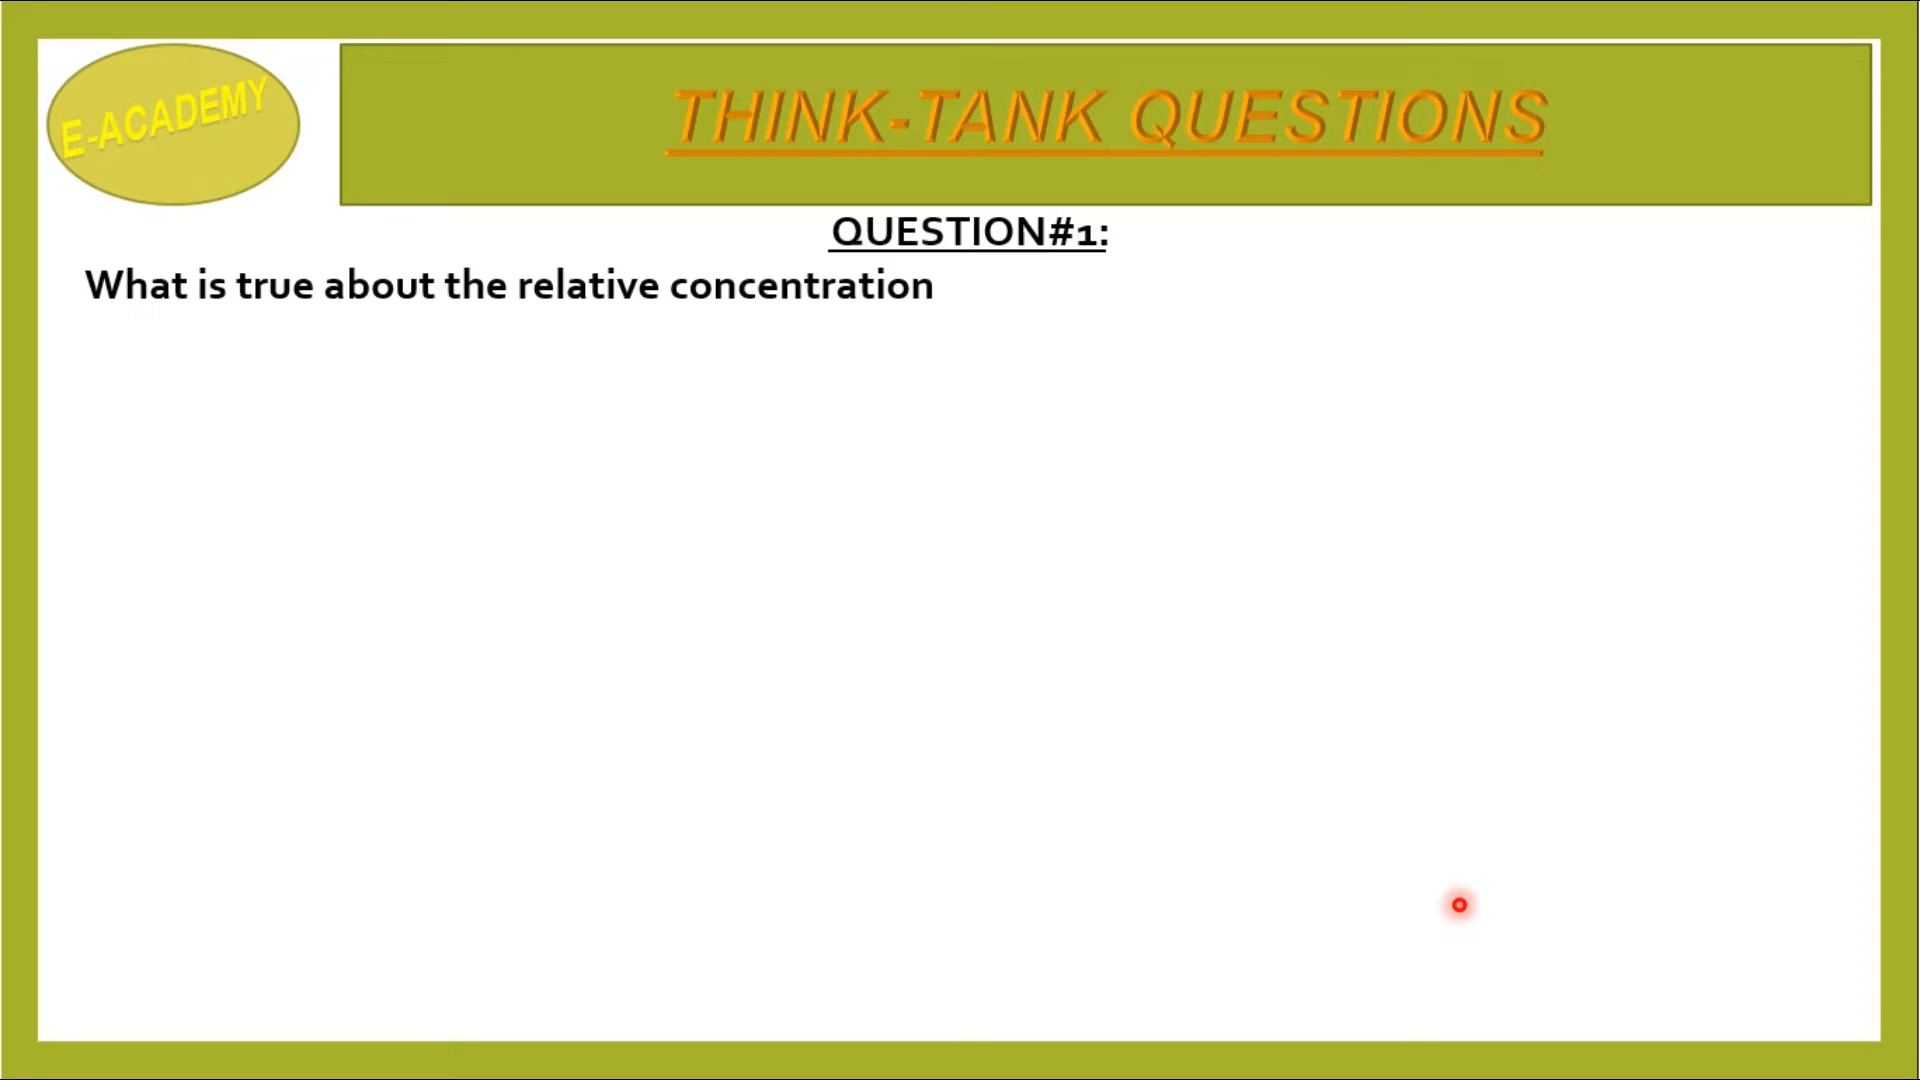 E-ACADEMY
THINK-TANK QUESTIONS
QUESTION#1:
What is true about the relative concentration